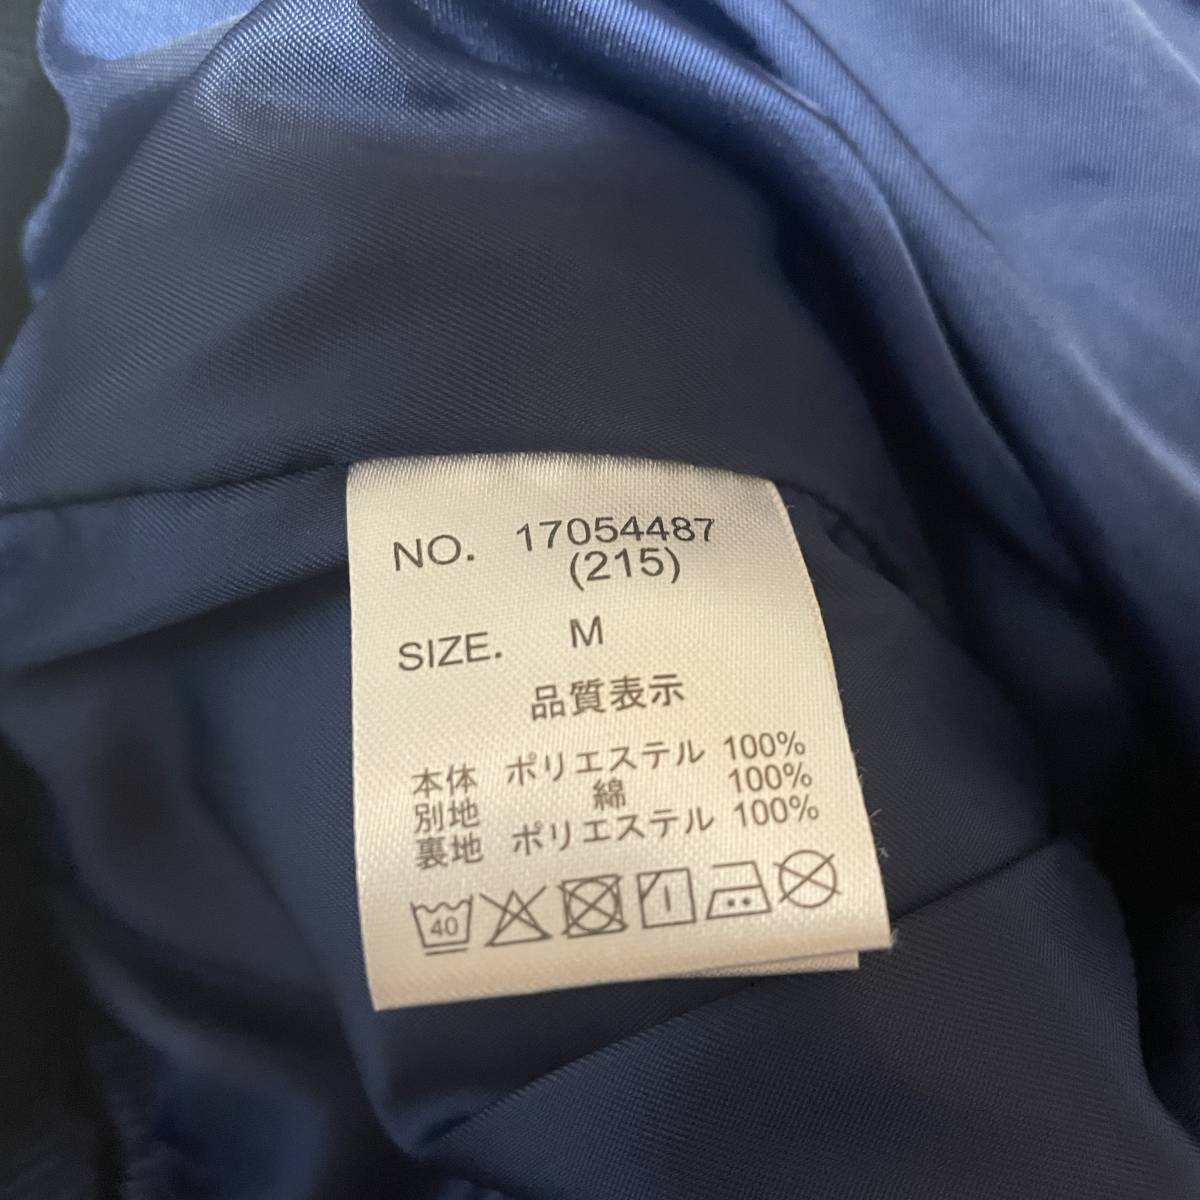 NO. 17054487
(215)
SIZE. M
品質表示
本体 ポリエステル 100%
別地 綿 100%
裏地 ポリエステル 100%
40